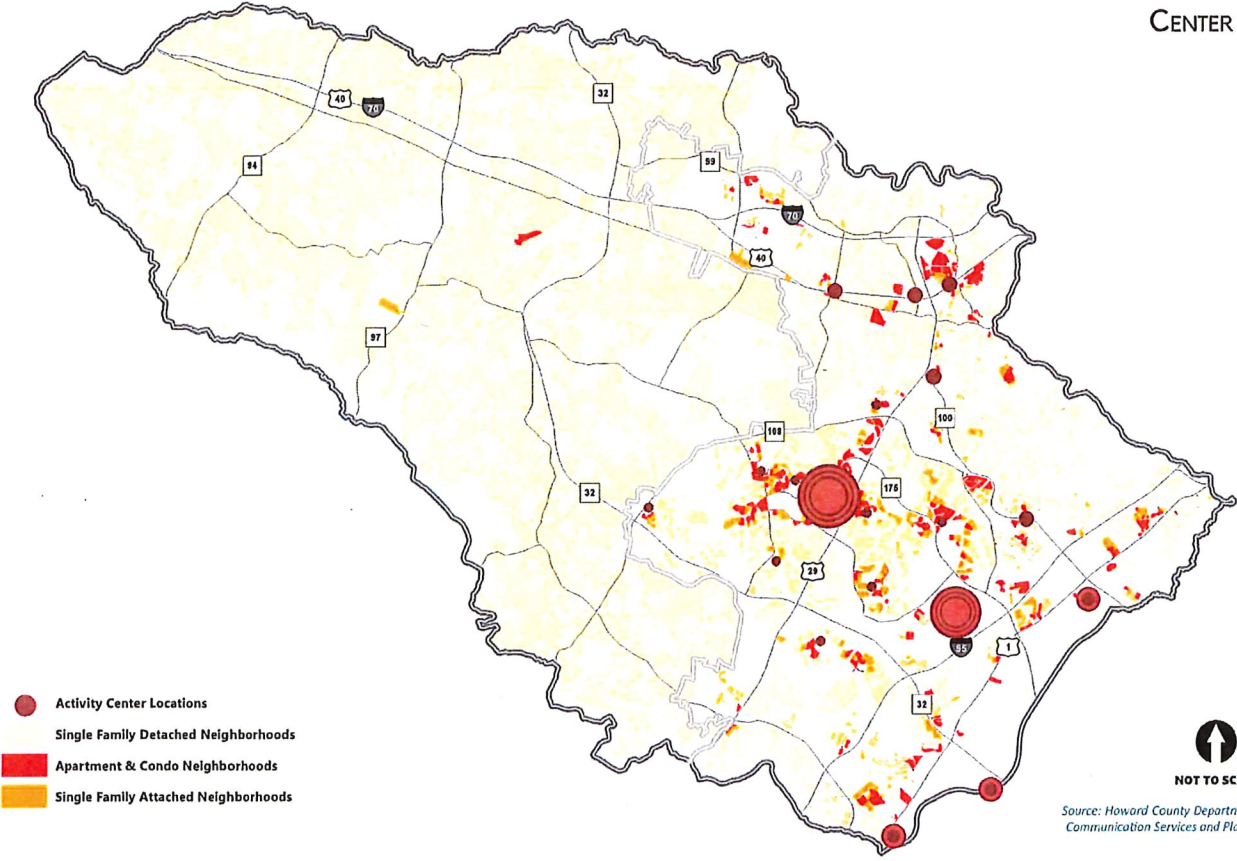 CENTER
32
40
70
99
94
70
40
97
100
108
32
175
29
95
1
32
Activity Center Locations
Single Family Detached Neighborhoods
Apartment & Condo Neighborhoods
Single Family Attached Neighborhoods
NOT TO SC
Source: Howard County Departm
Communication Services and Pla